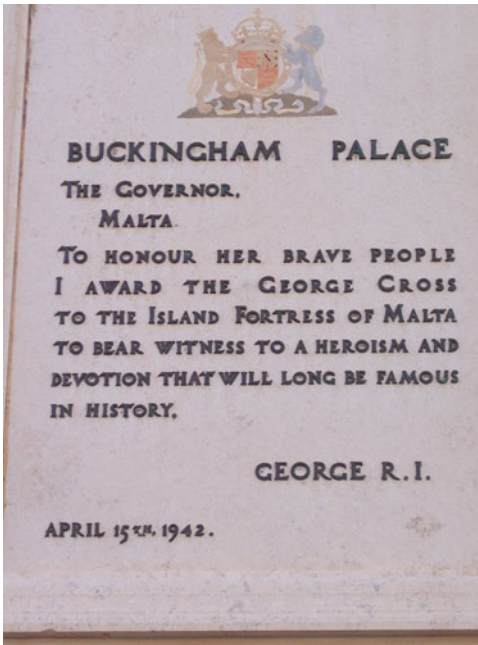 BUCKINGHAM PALACE
THE GOVERNOR,
MALTA
TO HONOUR HER BRAVE PEOPLE
I AWARD THE GEORGE CROSS
TO THE ISLAND FORTRESS OF MALTA
TO BEAR WITNESS TO A HEROISM AND
DEVOTION THAT WILL LONG BE FAMOUS
IN HISTORY.
GEORGE R.I.
APRIL 15TH, 1942.